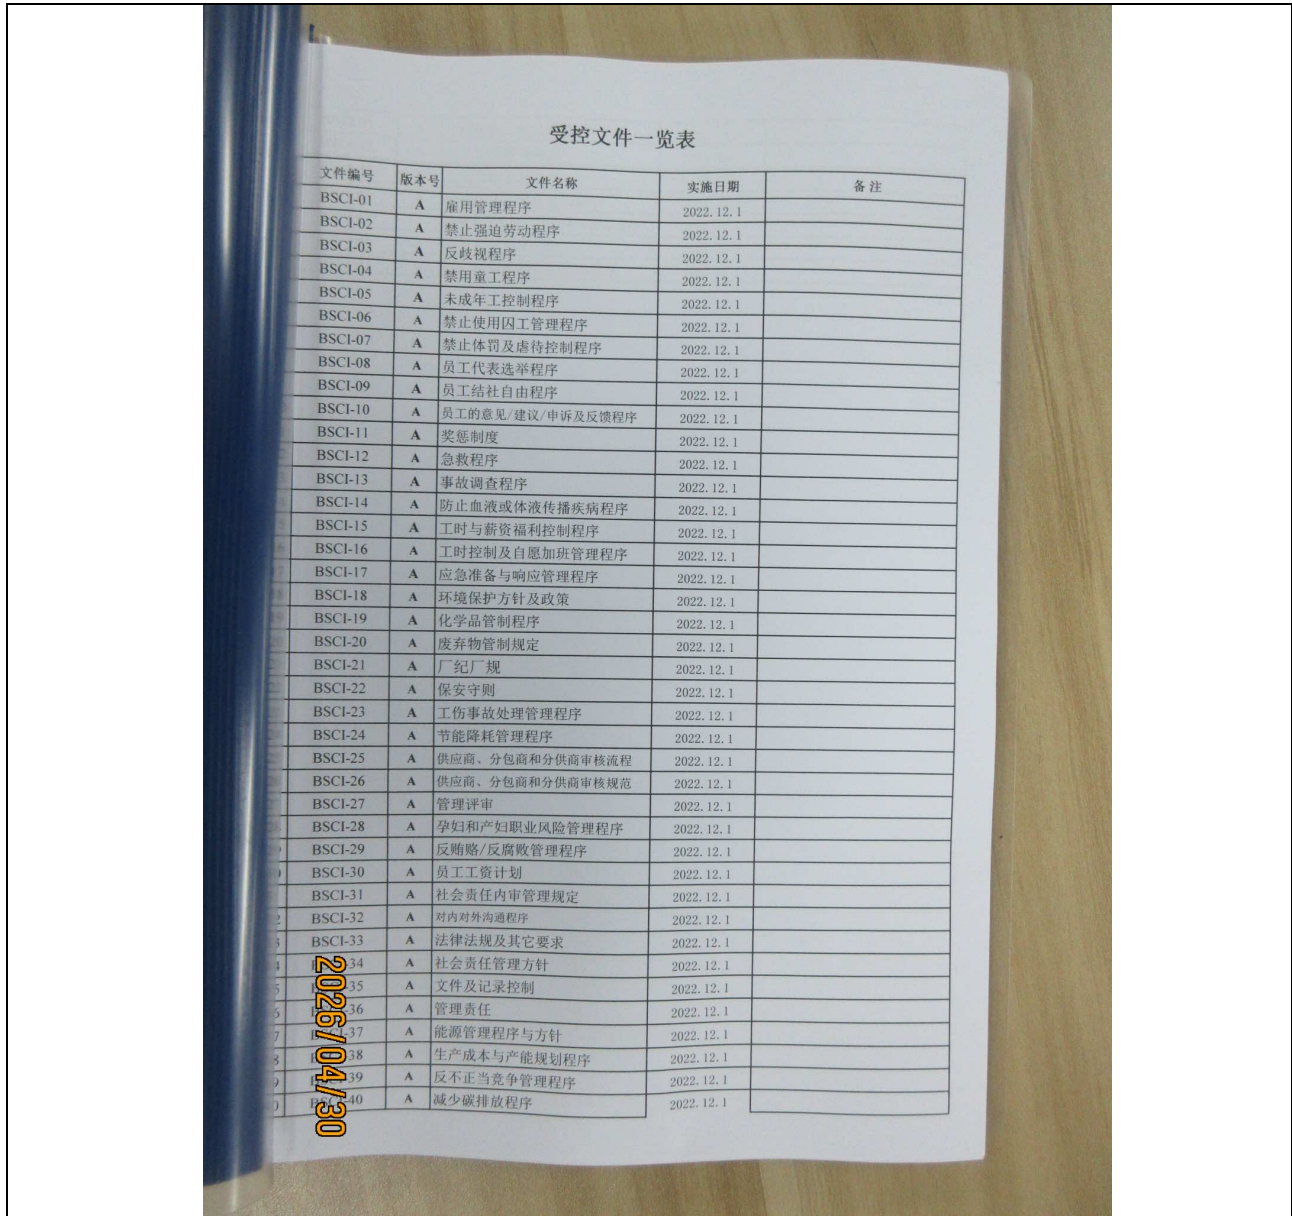 受控文件一览表
文件编号 版本号 文件名称 实施日期 备注
BSCI-01 A 雇用管理程序 2022.12.1
BSCI-02 A 禁止强迫劳动程序 2022.12.1
BSCI-03 A 反歧视程序 2022.12.1
BSCI-04 A 禁用童工程序 2022.12.1
BSCI-05 A 未成年工控制程序 2022.12.1
BSCI-06 A 禁止使用囚工管理程序 2022.12.1
BSCI-07 A 禁止体罚及虐待控制程序 2022.12.1
BSCI-08 A 员工代表选举程序 2022.12.1
BSCI-09 A 员工结社自由程序 2022.12.1
BSCI-10 A 员工的意见/建议/申诉及反馈程序 2022.12.1
BSCI-11 A 奖惩制度 2022.12.1
BSCI-12 A 急救程序 2022.12.1
BSCI-13 A 事故调查程序 2022.12.1
BSCI-14 A 防止血液或体液传播疾病程序 2022.12.1
BSCI-15 A 工时与薪资福利控制程序 2022.12.1
BSCI-16 A 工时控制及自愿加班管理程序 2022.12.1
BSCI-17 A 应急准备与响应管理程序 2022.12.1
BSCI-18 A 环境保护方针及政策 2022.12.1
BSCI-19 A 化学品管制程序 2022.12.1
BSCI-20 A 废弃物管制规定 2022.12.1
BSCI-21 A 厂纪厂规 2022.12.1
BSCI-22 A 保安守则 2022.12.1
BSCI-23 A 工伤事故处理管理程序 2022.12.1
BSCI-24 A 节能降耗管理程序 2022.12.1
BSCI-25 A 供应商、分包商和分供商审核流程 2022.12.1
BSCI-26 A 供应商、分包商和分供商审核规范 2022.12.1
BSCI-27 A 管理评审 2022.12.1
BSCI-28 A 孕妇和产妇职业风险管理程序 2022.12.1
BSCI-29 A 反贿赂/反腐败管理程序 2022.12.1
BSCI-30 A 员工工资计划 2022.12.1
BSCI-31 A 社会责任内审管理规定 2022.12.1
BSCI-32 A 对内对外沟通程序 2022.12.1
BSCI-33 A 法律法规及其它要求 2022.12.1
34 A 社会责任管理方针 2022.12.1
35 A 文件及记录控制 2022.12.1
36 A 管理责任 2022.12.1
37 A 能源管理程序与方针 2022.12.1
38 A 生产成本与产能规划程序 2022.12.1
39 A 反不正当竞争管理程序 2022.12.1
40 A 减少碳排放程序 2022.12.1
2026/04/30